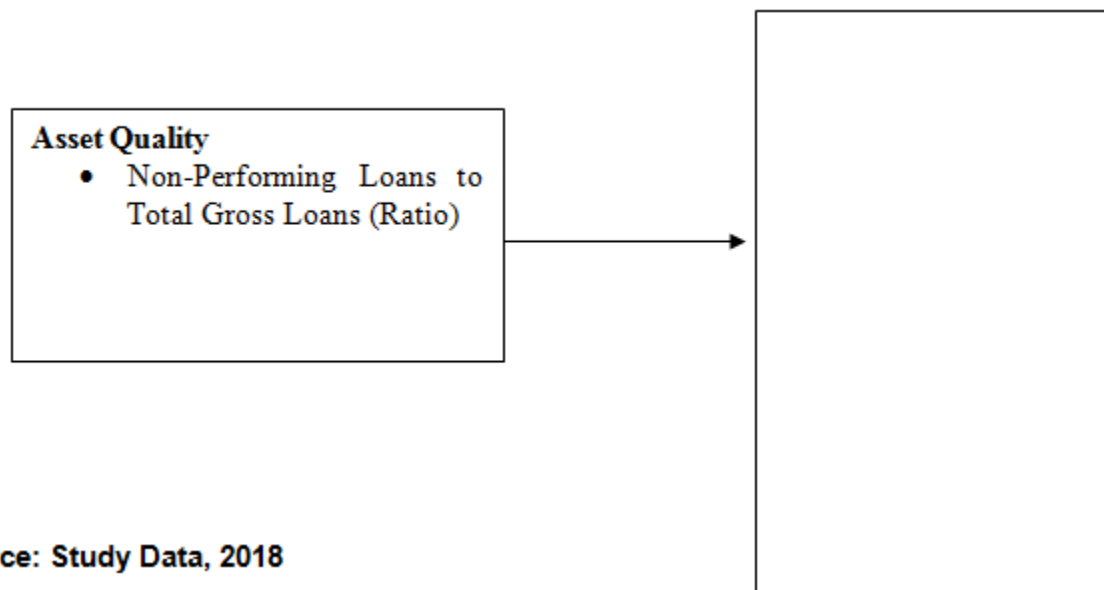 Asset Quality
• Non-Performing Loans to
Total Gross Loans (Ratio)
ce: Study Data, 2018